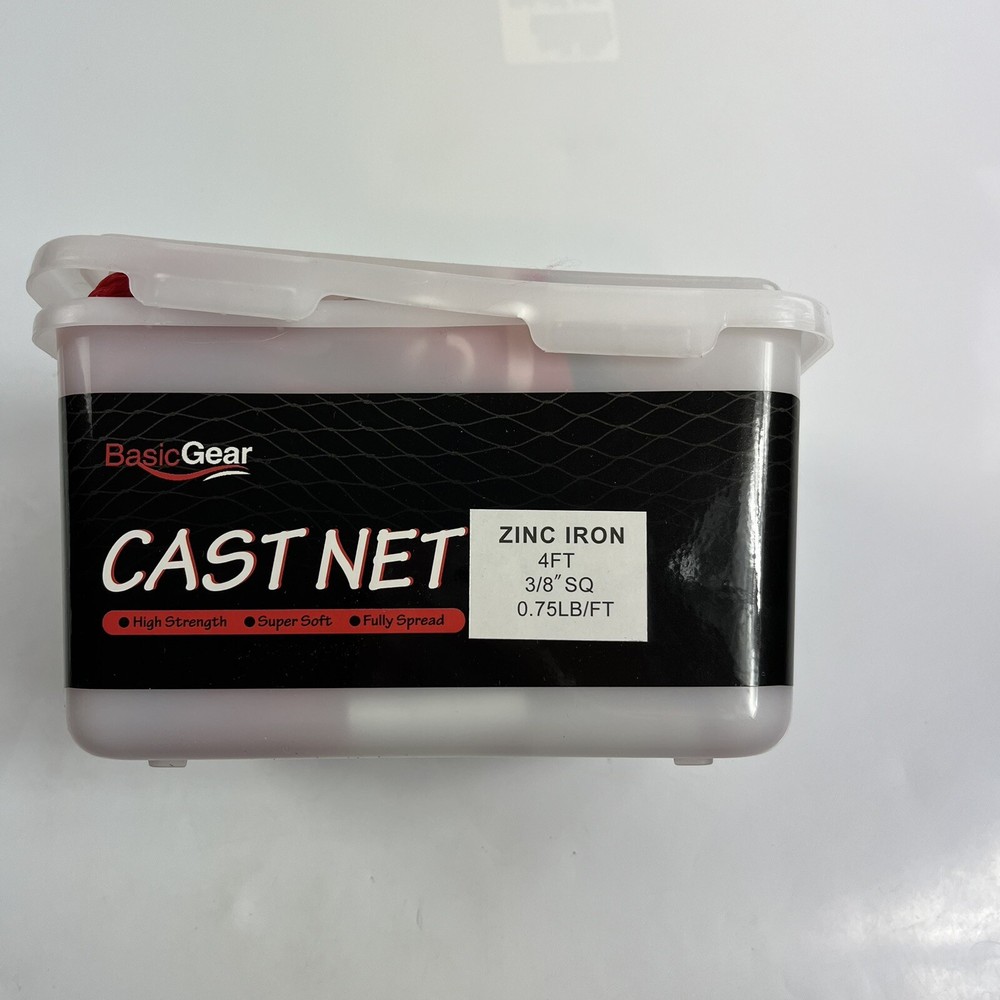 BasicGear
CAST NET
● High Strength ● Super Soft ● Fully Spread
ZINC IRON
4FT
3/8" SQ
0.75LB/FT